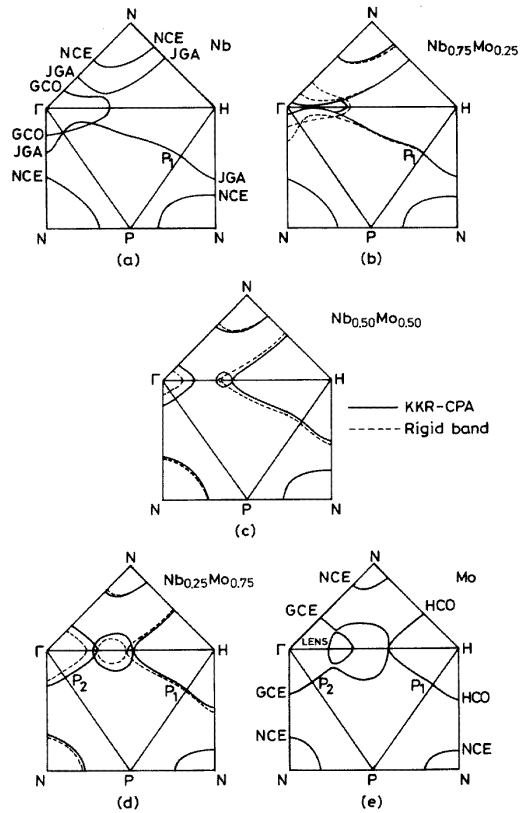 N
Nb
NCE
NCE
JGA
JGA
GCO
Γ
H
GCO
JGA
P1
NCE
JGA
NCE
N
P
N
(a)
N
Nb0.75Mo0.25
Γ
H
P1
N
P
N
(b)
N
Nb0.50Mo0.50
Γ
H
KKR-CPA
Rigid band
N
P
N
(c)
N
Nb0.25Mo0.75
Γ
H
P2
P1
N
P
N
(d)
N
Mo
NCE
GCE
HCO
LENS
Γ
H
GCE
P2
P1
HCO
NCE
NCE
N
P
N
(e)